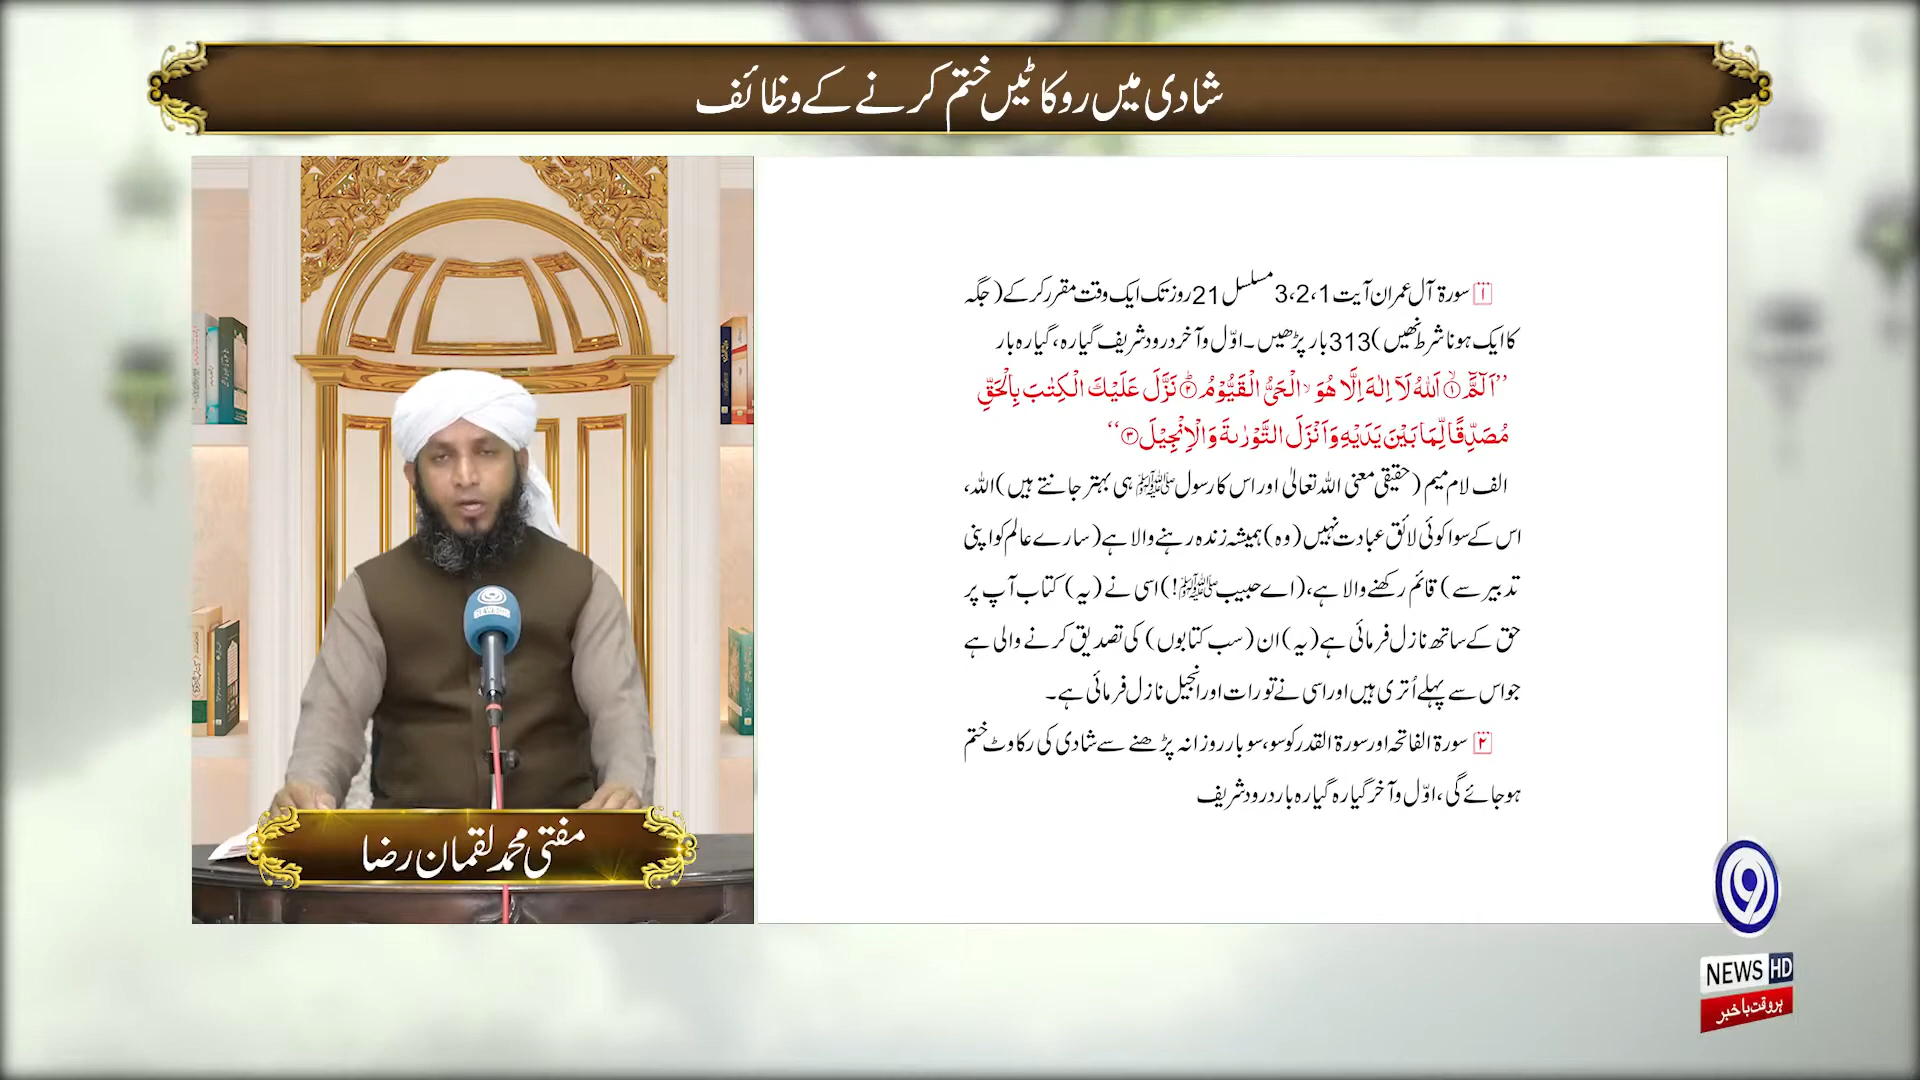 شادی میں روکاٹیں ختم کرنے کے وظائف
۱ سورۃ آل عمران آیت 1،2،3 مسلسل 21 روز تک ایک وقت مقرر کر کے (جگہ
کا ایک ہونا شرط نھیں) 313 بار پڑھیں۔ اوّل و آخر درود شریف گیارہ، گیارہ بار
’’الٓمّٓ ۙ﴿۱﴾ اللّٰهُ لَاۤ اِلٰهَ اِلَّا هُوَ ۙ الْحَیُّ الْقَیُّوْمُ ؕ﴿۲﴾ نَزَّلَ عَلَیْكَ الْكِتٰبَ بِالْحَقِّ
مُصَدِّقًا لِّمَا بَیْنَ یَدَیْهِ وَ اَنْزَلَ التَّوْرٰىةَ وَ الْاِنْجِیْلَ ﴿۳﴾‘‘
الف لام میم (حقیقی معنی اللہ تعالٰی اور اس کا رسول ﷺ ہی بہتر جانتے ہیں) اللہ،
اس کے سوا کوئی لائق عبادت نہیں (وہ) ہمیشہ زندہ رہنے والا ہے (سارے عالم کو اپنی
تدبیر سے) قائم رکھنے والا ہے، (اے حبیب ﷺ!) اسی نے (یہ) کتاب آپ پر
حق کے ساتھ نازل فرمائی ہے (یہ) ان (سب کتابوں) کی تصدیق کرنے والی ہے
جو اس سے پہلے اُتری ہیں اور اسی نے تورات اور انجیل نازل فرمائی ہے۔
۲ سورۃ الفاتحہ اور سورۃ القدر کو سو، سو بار روزانہ پڑھنے سے شادی کی رکاوٹ ختم
ہو جائے گی، اوّل و آخر گیارہ گیارہ بار درود شریف
مفتی محمد لقمان رضا
9
NEWS HD
ہر وقت باخبر